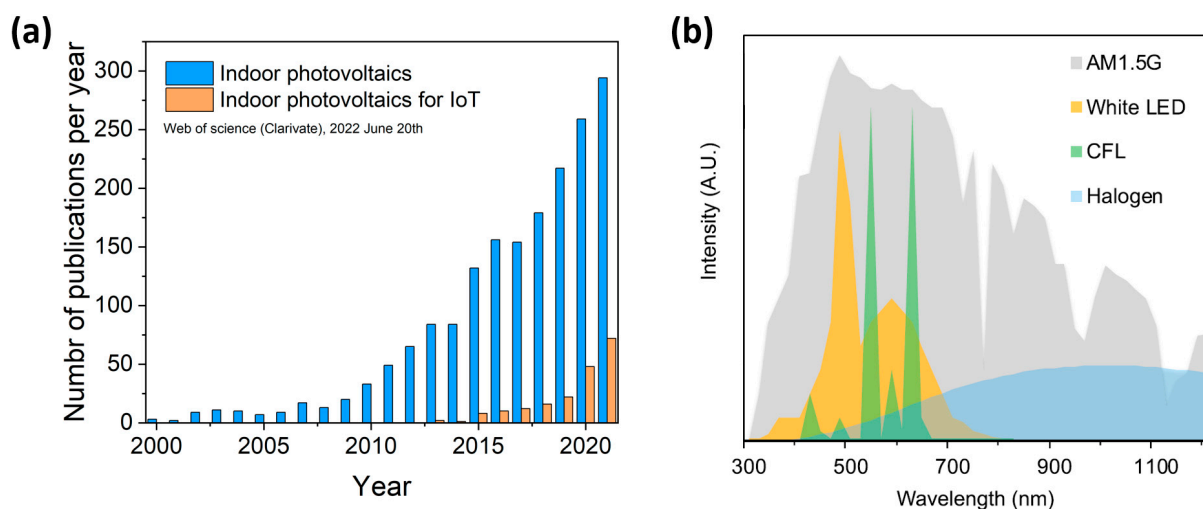 (a)
Numbr of publications per year
300
250
200
150
100
50
0
Indoor photovoltaics
Indoor photovoltaics for IoT
Web of science (Clarivate), 2022 June 20th
2000
2005
2010
2015
2020
Year
(b)
Intensity (A.U.)
AM1.5G
White LED
CFL
Halogen
300
500
700
900
1100
Wavelength (nm)